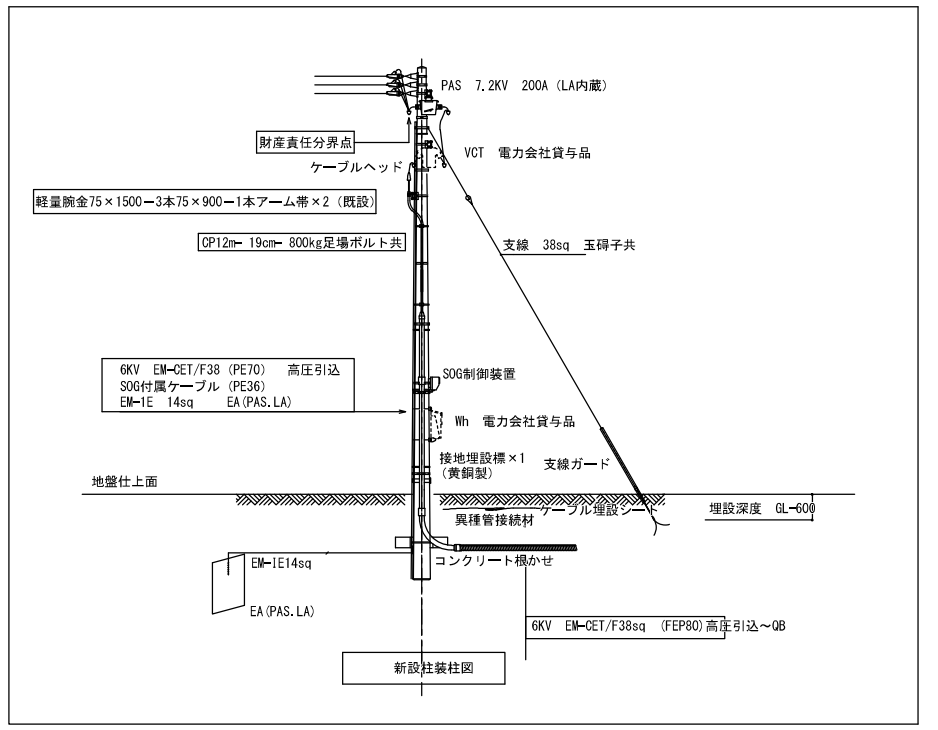 PAS 7.2KV 200A (LA内蔵)
財産責任分界点
VCT 電力会社貸与品
ケーブルヘッド
軽量腕金75×1500-3本75×900-1本アーム帯×2 (既設)
CP12m- 19cm- 800kg足場ボルト共
支線 38sq 玉碍子共
6KV EM-CET/F38 (PE70) 高圧引込
SOG付属ケーブル (PE36)
EM-1E 14sq EA(PAS.LA)
SOG制御装置
Wh 電力会社貸与品
接地埋設標×1
(黄銅製)
支線ガード
地盤仕上面
ケーブル埋設シート
異種管接続材
埋設深度 GL-600
EM-IE14sq
コンクリート根かせ
EA(PAS.LA)
6KV EM-CET/F38sq (FEP80)高圧引込～QB
新設柱装柱図